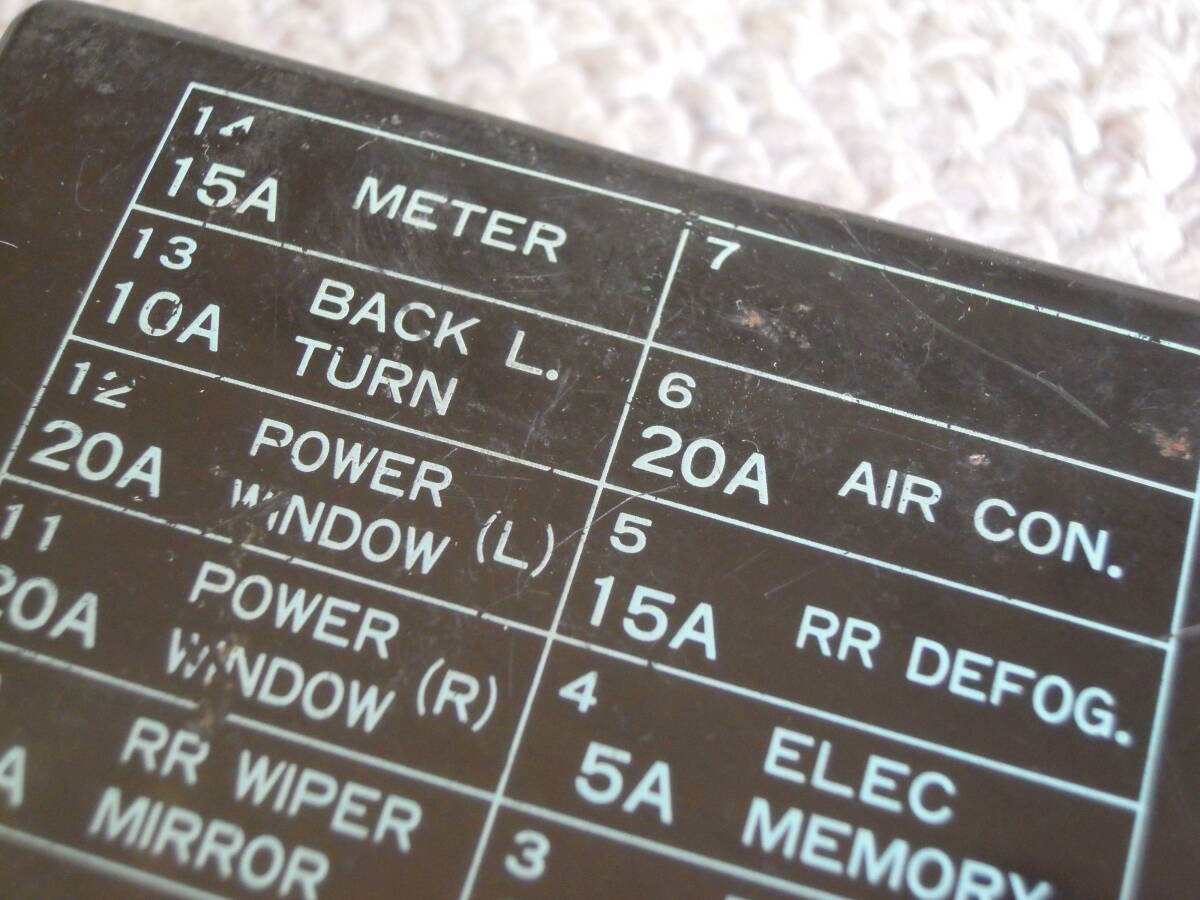 14
15A METER
13
10A BACK L.
TURN
12
20A POWER
WINDOW (L)
11
20A POWER
WINDOW (R)
A RR WIPER
MIRROR
7
6
20A AIR CON.
5
15A RR DEFOG.
4
5A ELEC
MEMORY
3